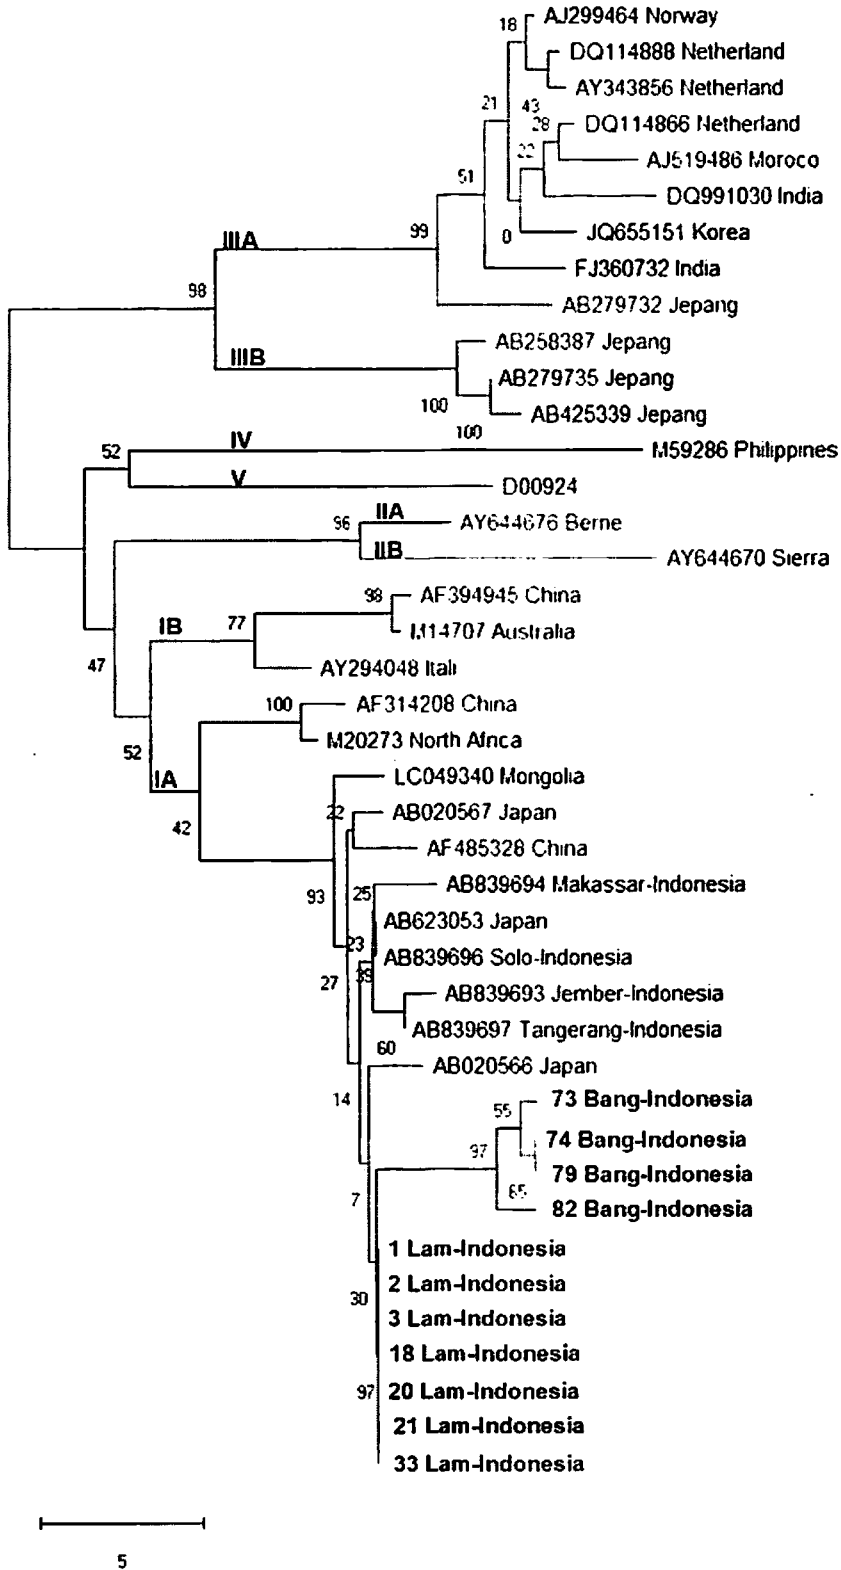 18
AJ299464 Norway
DQ114888 Netherland
AY343856 Netherland
21
43
28
DQ114866 Netherland
22
AJ519486 Moroco
51
DQ991030 India
99
JQ655151 Korea
0
IIIA
FJ360732 India
98
AB279732 Jepang
AB258387 Jepang
IIIB
AB279735 Jepang
100
AB425339 Jepang
100
IV
52
M59286 Philippines
V
D00924
IIA
96
AY644676 Berne
IIB
AY644670 Sierra
98
AF394945 China
77
IB
M14707 Australia
47
AY294048 Itali
100
AF314208 China
M20273 North Africa
52
IA
LC049340 Mongolia
22
AB020567 Japan
42
AF485328 China
25
AB839694 Makassar-Indonesia
93
AB623053 Japan
23
AB839696 Solo-Indonesia
39
27
AB839693 Jember-Indonesia
AB839697 Tangerang-Indonesia
60
AB020566 Japan
14
73 Bang-Indonesia
55
74 Bang-Indonesia
97
79 Bang-Indonesia
65
7
82 Bang-Indonesia
1 Lam-Indonesia
2 Lam-Indonesia
30
3 Lam-Indonesia
18 Lam-Indonesia
97
20 Lam-Indonesia
21 Lam-Indonesia
33 Lam-Indonesia
5